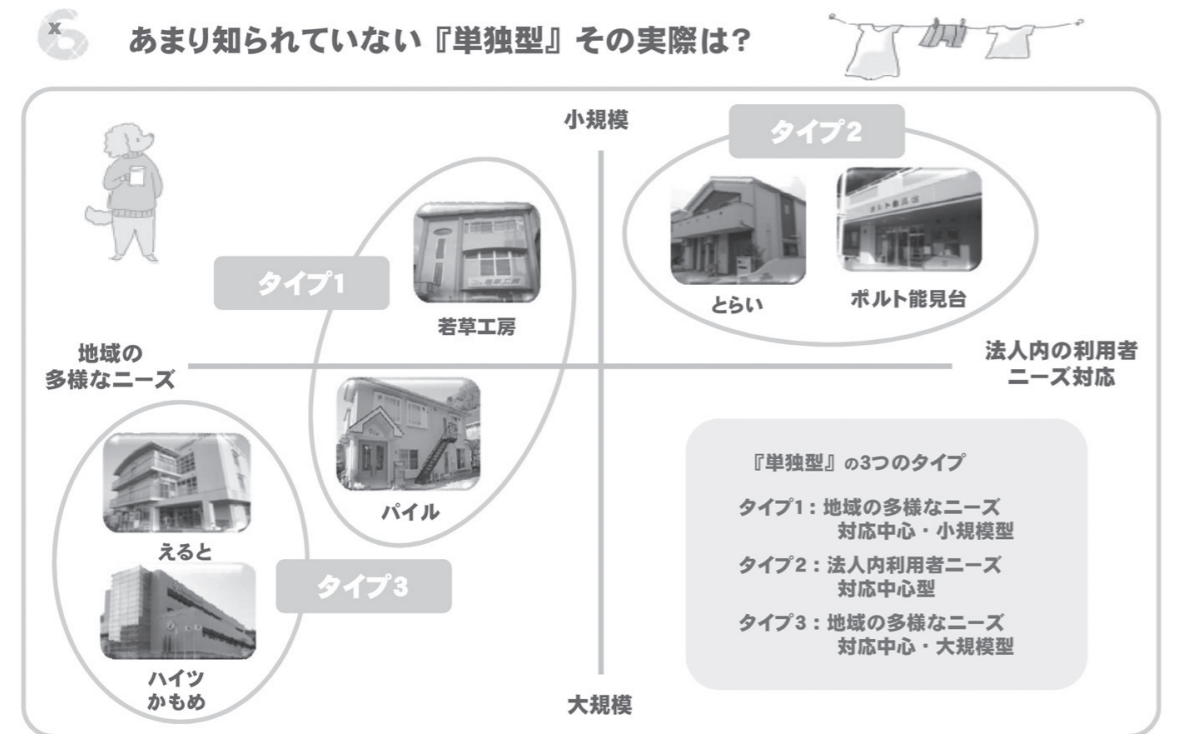 x
6
あまり知られていない『単独型』その実際は?
小規模
タイプ2
タイプ1
若草工房
とらい
ポルト能見台
地域の
多様なニーズ
法人内の利用者
ニーズ対応
パイル
えると
タイプ3
ハイツ
かもめ
『単独型』の3つのタイプ
タイプ1:地域の多様なニーズ
対応中心・小規模型
タイプ2:法人内利用者ニーズ
対応中心型
タイプ3:地域の多様なニーズ
対応中心・大規模型
大規模